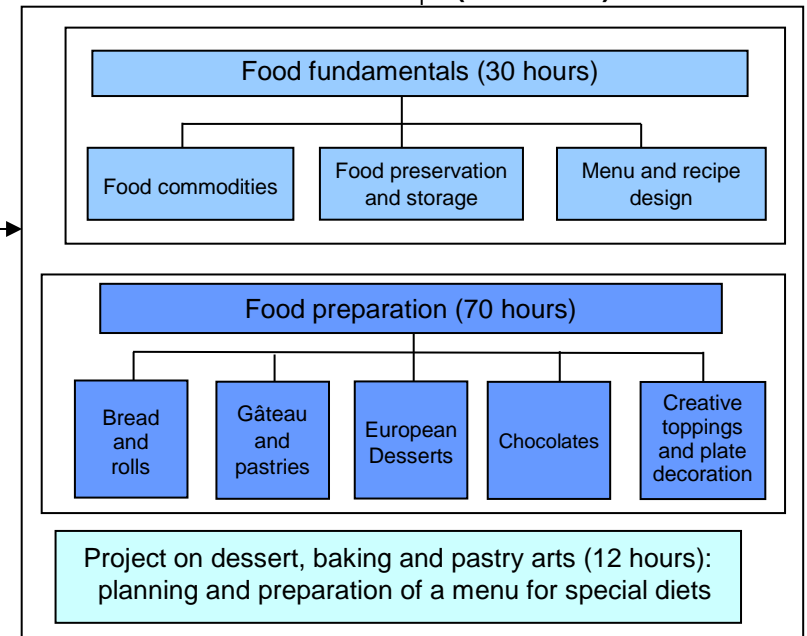 Food fundamentals (30 hours)
Food commodities
Food preservation
and storage
Menu and recipe
design
Food preparation (70 hours)
Bread
and
rolls
Gâteau
and
pastries
European
Desserts
Chocolates
Creative
toppings
and plate
decoration
Project on dessert, baking and pastry arts (12 hours):
planning and preparation of a menu for special diets